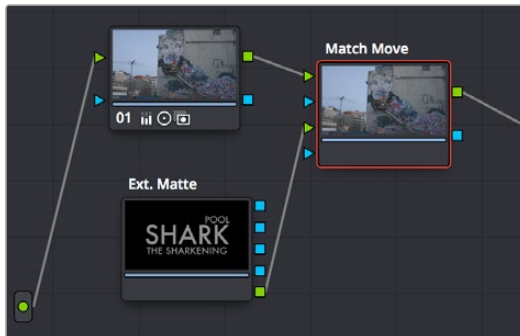 Match Move
01
Ext. Matte
POOL
SHARK
THE SHARKENING